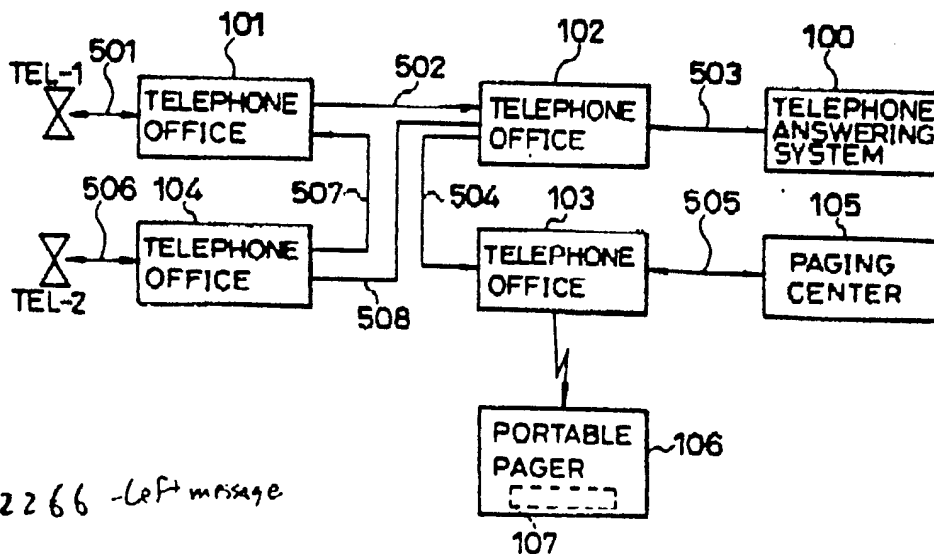 101
102
100
501
502
503
TEL-1
TELEPHONE
OFFICE
TELEPHONE
OFFICE
TELEPHONE
ANSWERING
SYSTEM
506
104
507
504
103
505
105
TELEPHONE
OFFICE
TELEPHONE
OFFICE
PAGING
CENTER
TEL-2
508
PORTABLE
PAGER
106
2266 -Left message
107